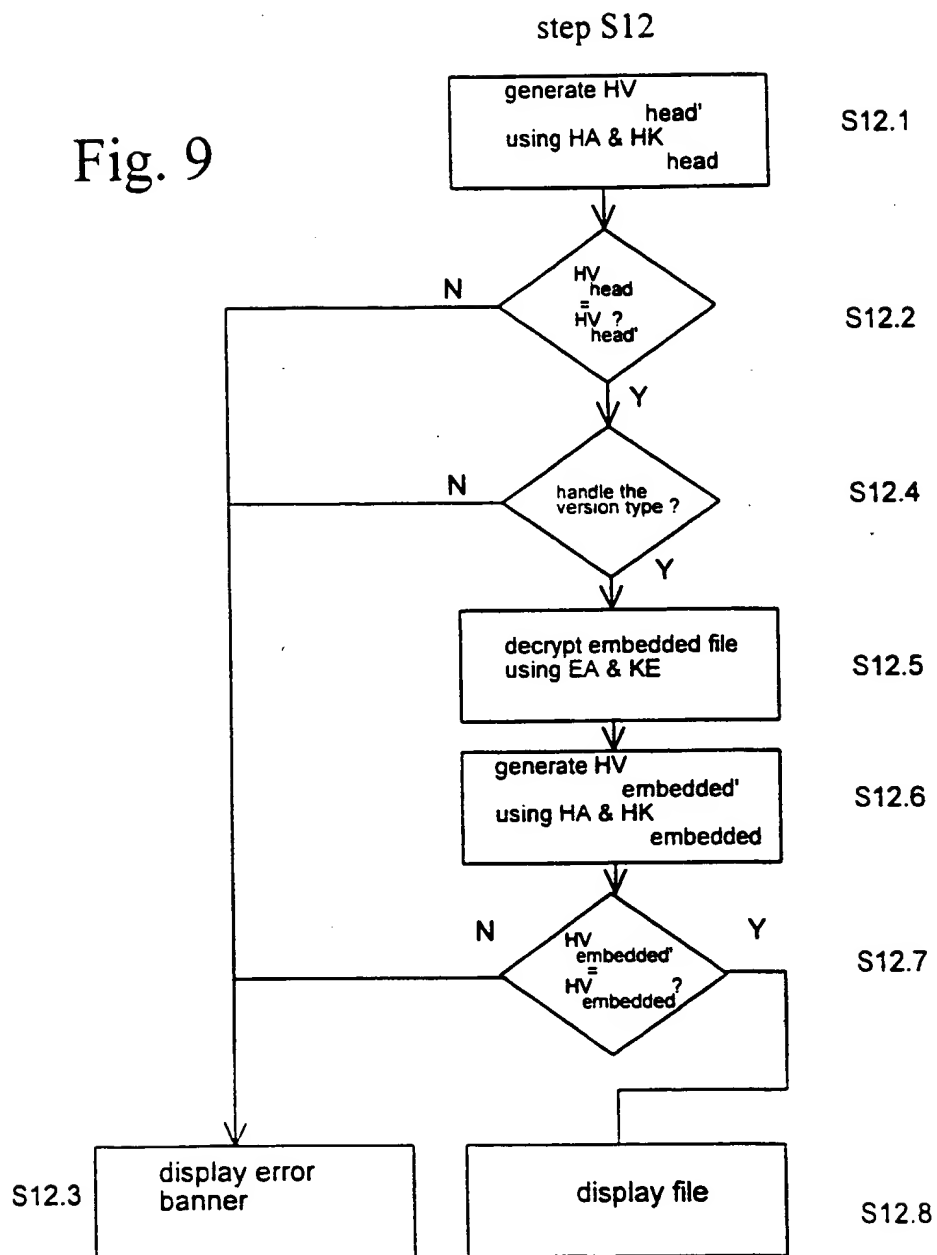 step S12
Fig. 9
generate HV
head'
using HA & HK
head
S12.1
N
HV
head
=
HV ?
head'
S12.2
Y
N
handle the
version type ?
S12.4
Y
decrypt embedded file
using EA & KE
S12.5
generate HV
embedded'
using HA & HK
embedded
S12.6
N
HV
embedded'
=
HV ?
embedded
Y
S12.7
S12.3
display error
banner
display file
S12.8